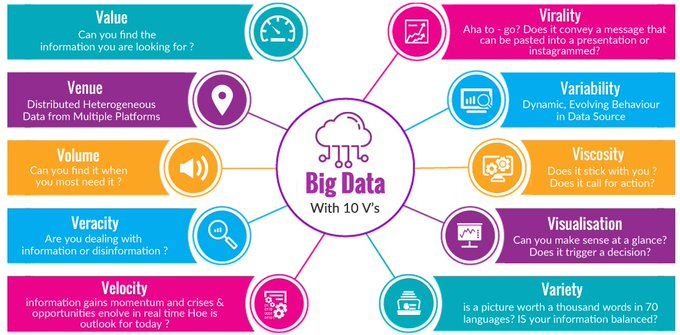 Value
Can you find the
information you are looking for ?
Venue
Distributed Heterogeneous
Data from Multiple Platforms
Volume
Can you find it when
you most need it ?
Veracity
Are you dealing with
information or disinformation ?
Velocity
information gains momentum and crises &
opportunities enolve in real time Hoe is
outlook for today ?
Big Data
With 10 V's
Virality
Aha to - go? Does it convey a message that
can be pasted into a presentation or
instagrammed?
Variability
Dynamic, Evolving Behaviour
in Data Source
Viscosity
Does it stick with you ?
Does it call for action?
Visualisation
Can you make sense at a glance?
Does it trigger a decision?
Variety
is a picture worth a thousand words in 70
languages? IS your information balanced?